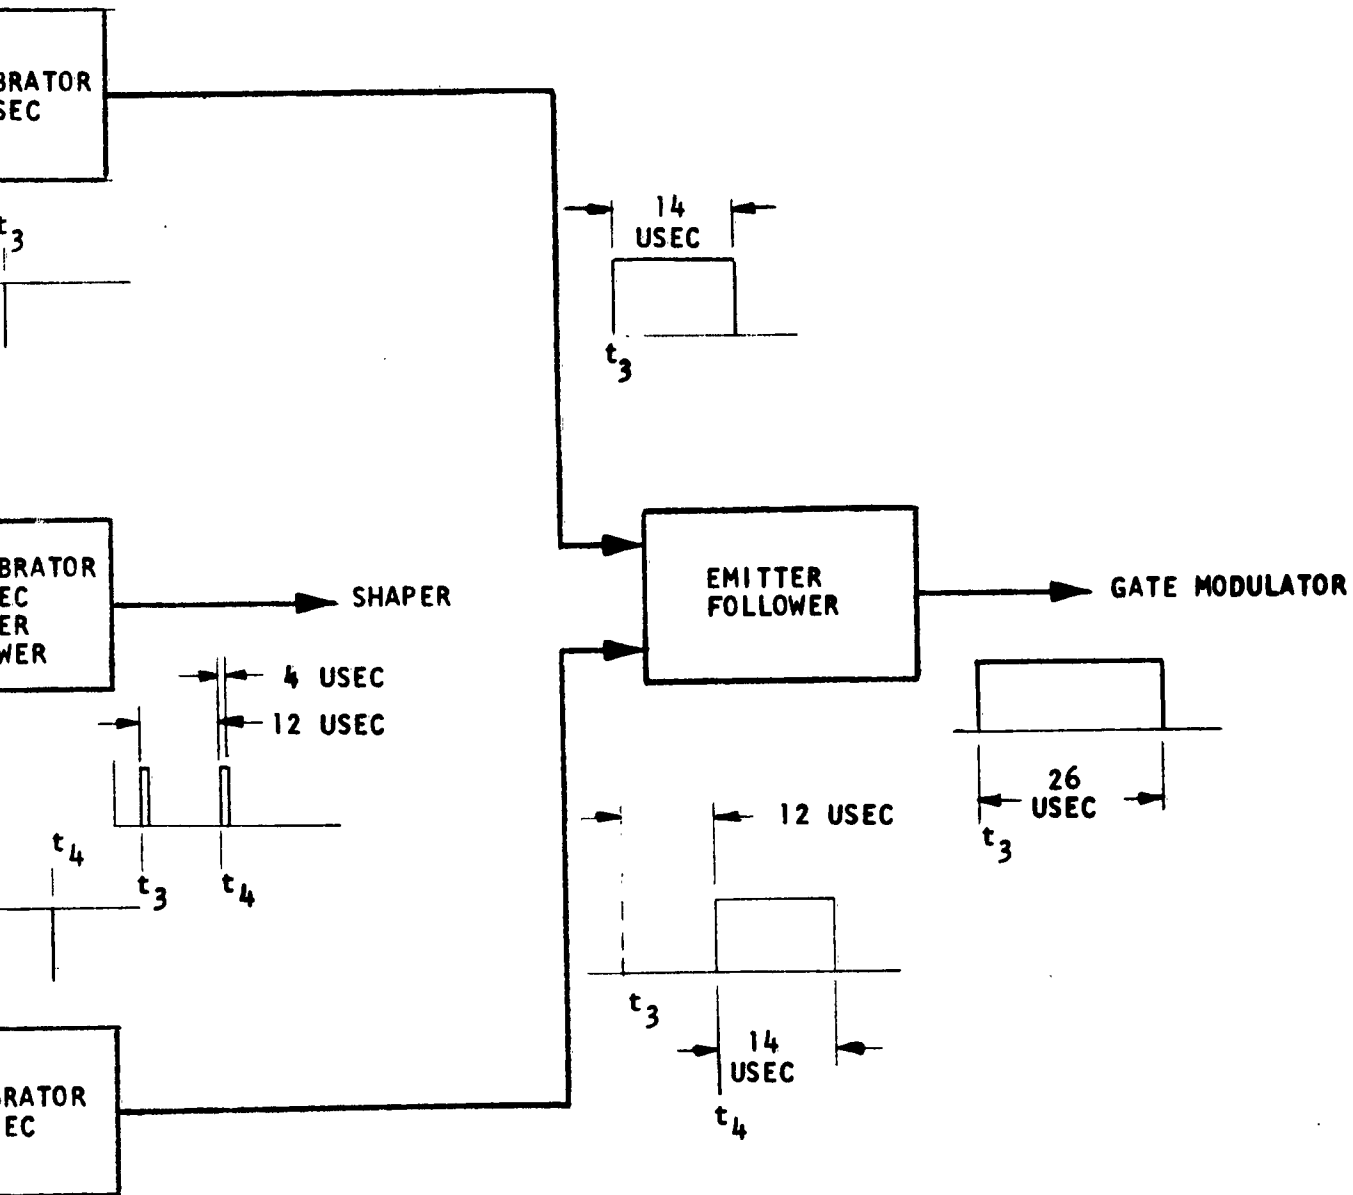 BRATOR
SEC
t3
14
USEC
t3
BRATOR
EC
ER
WER
SHAPER
4 USEC
12 USEC
t3
t4
t4
EMITTER
FOLLOWER
GATE MODULATOR
26
USEC
t3
12 USEC
t3
14
USEC
t4
BRATOR
EC